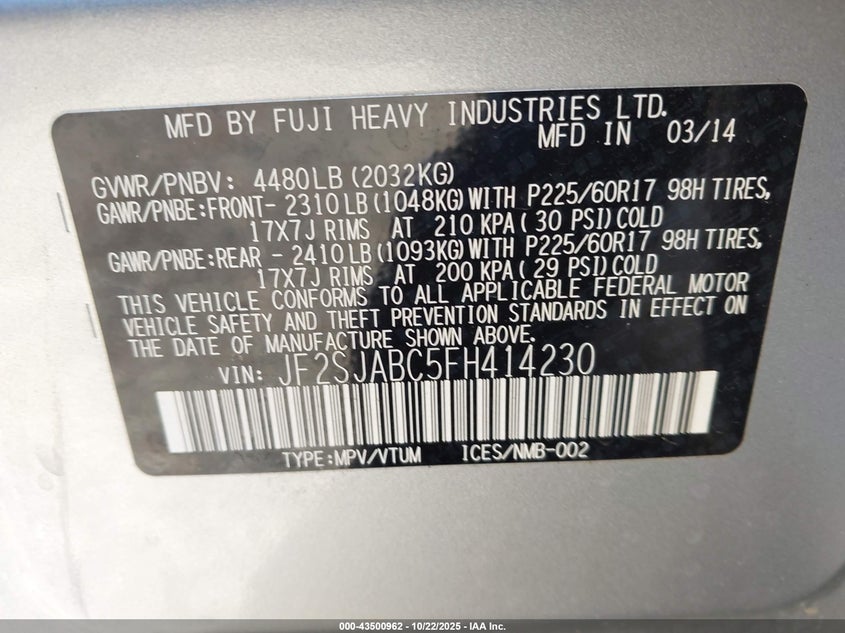 MFD BY FUJI HEAVY INDUSTRIES LTD.
MFD IN 03/14
GVWR/PNBV: 4480LB (2032KG)
GAWR/PNBE:FRONT- 2310LB (1048KG) WITH P225/60R17 98H TIRES,
17X7J RIMS AT 210 KPA ( 30 PSI) COLD
GAWR/PNBE:REAR - 2410LB (1093KG) WITH P225/60R17 98H TIRES,
17X7J RIMS AT 200 KPA ( 29 PSI) COLD
THIS VEHICLE CONFORMS TO ALL APPLICABLE FEDERAL MOTOR
VEHICLE SAFETY AND THEFT PREVENTION STANDARDS IN EFFECT ON
THE DATE OF MANUFACTURE SHOWN ABOVE.
VIN: JF2SJABC5FH414230
TYPE:MPV/VTUM ICES/NMB-002
000-43500962 - 10/22/2025 - IAA Inc.